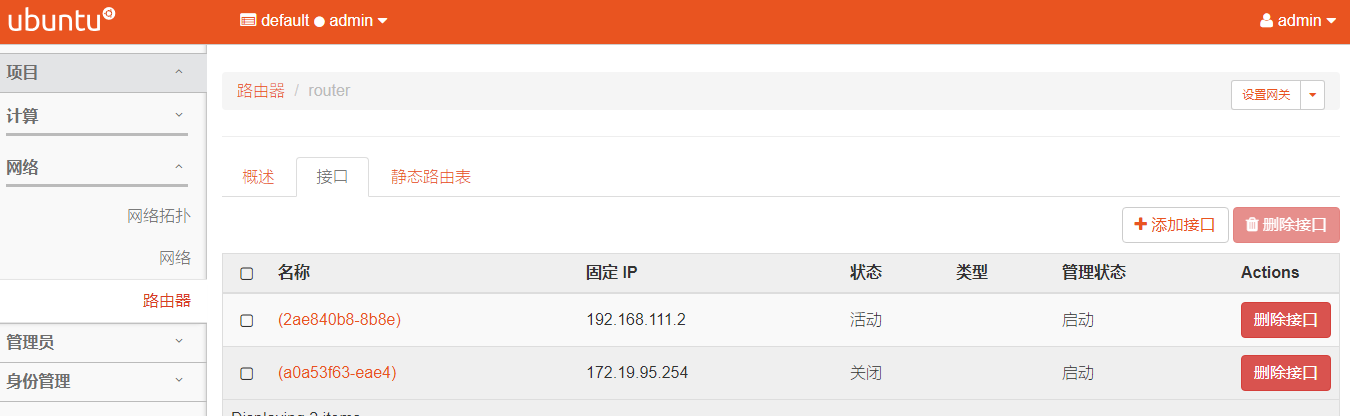 ubuntu
default ● admin
admin
项目
计算
网络
网络拓扑
网络
路由器
管理员
身份管理
路由器 / router
设置网关
概述
接口
静态路由表
添加接口
删除接口
名称 固定 IP 状态 类型 管理状态 Actions
(2ae840b8-8b8e) 192.168.111.2 活动 启动 删除接口
(a0a53f63-eae4) 172.19.95.254 关闭 启动 删除接口
Displaying 2 items